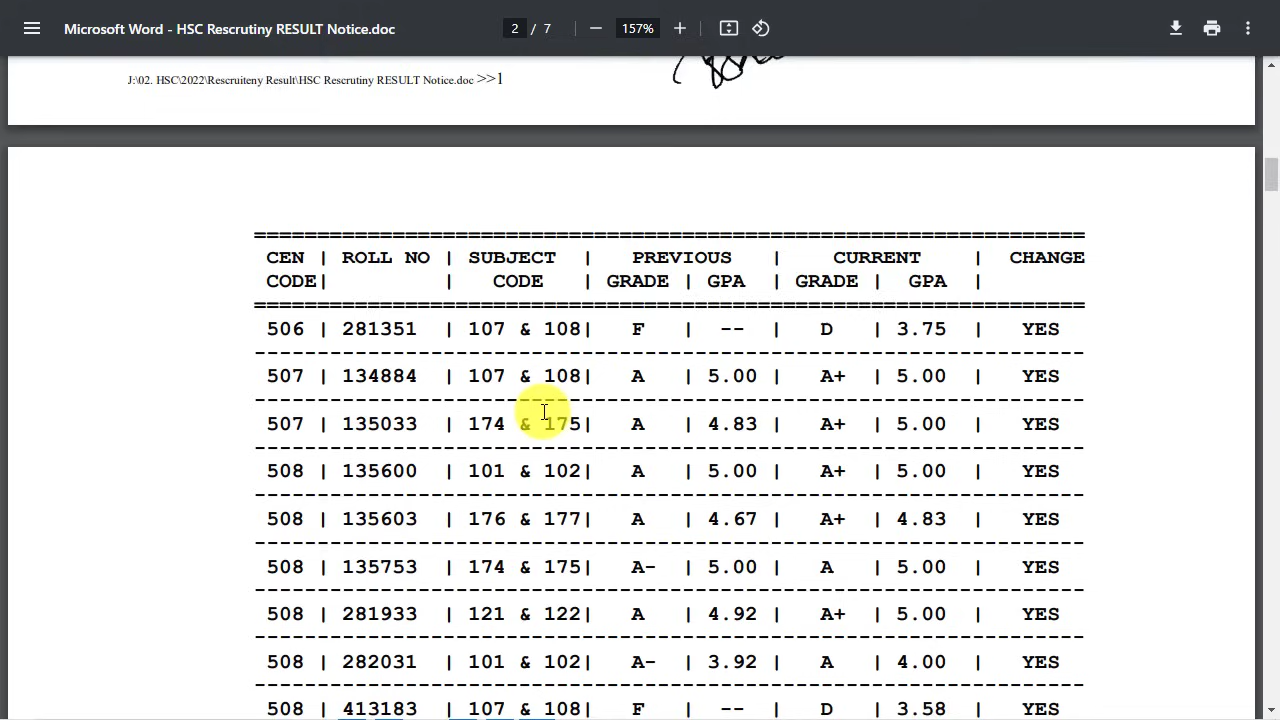 Microsoft Word - HSC Rescrutiny RESULT Notice.doc 2 / 7 157%
J:\02. HSC\2022\Rescruiteny Result\HSC Rescrutiny RESULT Notice.doc >>1
==================================================================
CEN | ROLL NO | SUBJECT | PREVIOUS | CURRENT | CHANGE
CODE| | CODE | GRADE | GPA | GRADE | GPA |
==================================================================
506 | 281351 | 107 & 108| F | -- | D | 3.75 | YES
------------------------------------------------------------------
507 | 134884 | 107 & 108| A | 5.00 | A+ | 5.00 | YES
------------------------------------------------------------------
507 | 135033 | 174 & 175| A | 4.83 | A+ | 5.00 | YES
------------------------------------------------------------------
508 | 135600 | 101 & 102| A | 5.00 | A+ | 5.00 | YES
------------------------------------------------------------------
508 | 135603 | 176 & 177| A | 4.67 | A+ | 4.83 | YES
------------------------------------------------------------------
508 | 135753 | 174 & 175| A- | 5.00 | A | 5.00 | YES
------------------------------------------------------------------
508 | 281933 | 121 & 122| A | 4.92 | A+ | 5.00 | YES
------------------------------------------------------------------
508 | 282031 | 101 & 102| A- | 3.92 | A | 4.00 | YES
------------------------------------------------------------------
508 | 413183 | 107 & 108| F | -- | D | 3.58 | YES